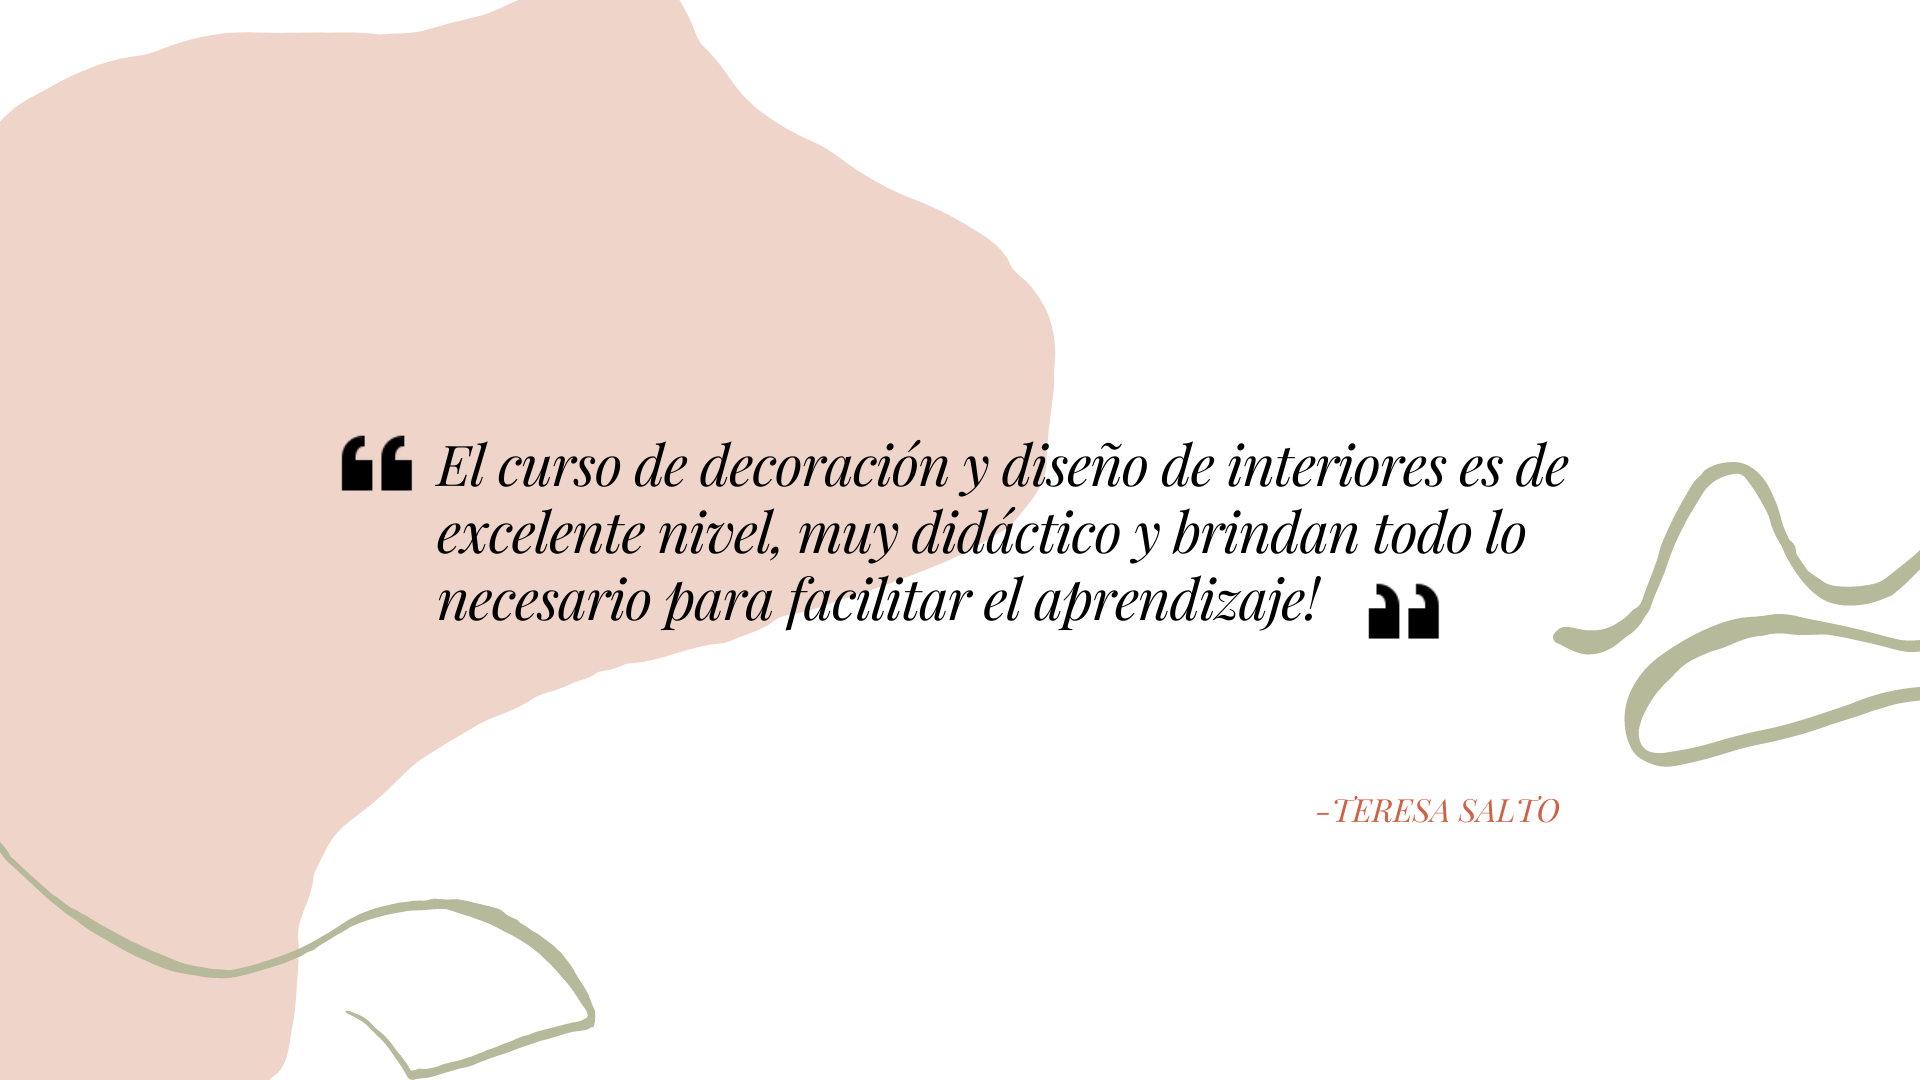 “ El curso de decoración y diseño de interiores es de
excelente nivel, muy didáctico y brindan todo lo
necesario para facilitar el aprendizaje! ”
-TERESA SALTO